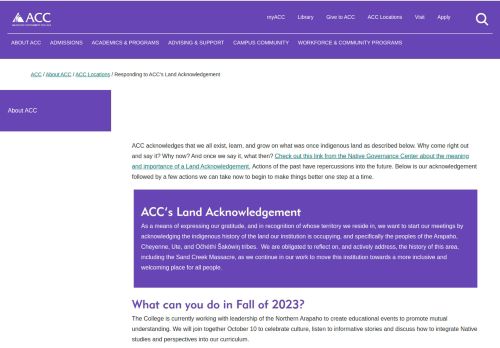 ACC
myACC
Library
Give to ACC
ACC Locations
Visit
Apply
ABOUT ACC
ADMISSIONS
ACADEMICS & PROGRAMS
ADVISING & SUPPORT
CAMPUS COMMUNITY
WORKFORCE & COMMUNITY PROGRAMS
ACC / About ACC / ACC Locations / Responding to ACC's Land Acknowledgement
About ACC
ACC acknowledges that we all exist, learn, and grow on what was once indigenous land as described below. Why come right out
and say it? Why now? And once we say it, what then? Check out this link from the Native Governance Center about the meaning
and importance of a Land Acknowledgement. Actions of the past have repercussions into the future. Below is our acknowledgement
followed by a few actions we can take now to begin to make things better one step at a time.
ACC's Land Acknowledgement
As a means of expressing our gratitude, and in recognition of whose territory we reside in, we want to start our meetings by
acknowledging the indigenous history of the land our institution is occupying, and specifically the peoples of the Arapaho,
Cheyenne, Ute, and Očhéthi Šakówiŋ tribes. We are obligated to reflect on, and actively address, the history of this area,
including the Sand Creek Massacre, as we continue in our work to move this institution towards a more inclusive and
welcoming place for all people.
What can you do in Fall of 2023?
The College is currently working with leadership of the Northern Arapaho to create educational events to promote mutual
understanding. We will join together October 10 to celebrate culture, listen to informative stories and discuss how to integrate Native
studies and perspectives into our curriculum.